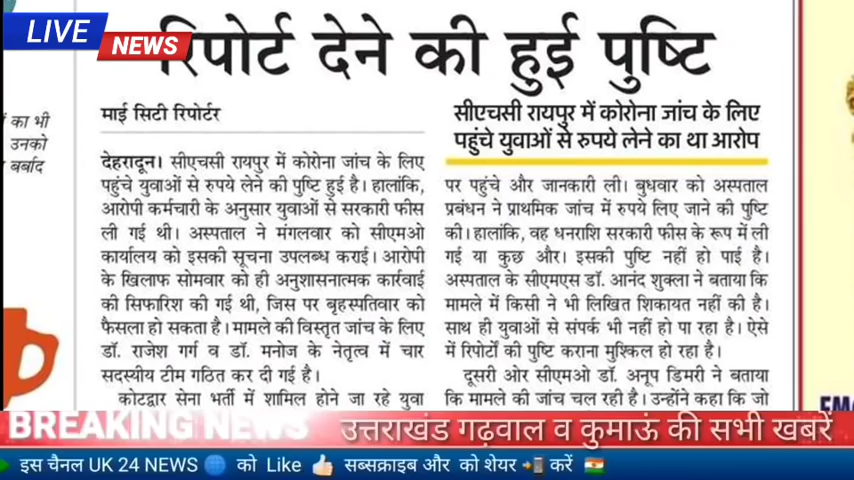 LIVE
NEWS
रिपोर्ट देने की हुई पुष्टि
का भी
उनको
बर्बाद
माई सिटी रिपोर्टर
देहरादून। सीएचसी रायपुर में कोरोना जांच के लिए
पहुंचे युवाओं से रुपये लेने की पुष्टि हुई है। हालांकि,
आरोपी कर्मचारी के अनुसार युवाओं से सरकारी फीस
ली गई थी। अस्पताल ने मंगलवार को सीएमओ
कार्यालय को इसकी सूचना उपलब्ध कराई। आरोपी
के खिलाफ सोमवार को ही अनुशासनात्मक कार्रवाई
की सिफारिश की गई थी, जिस पर बृहस्पतिवार को
फैसला हो सकता है। मामले की विस्तृत जांच के लिए
डॉ. राजेश गर्ग व डॉ. मनोज के नेतृत्व में चार
सदस्यीय टीम गठित कर दी गई है।
कोटद्वार सेना भर्ती में शामिल होने जा रहे युवा
सीएचसी रायपुर में कोरोना जांच के लिए
पहुंचे युवाओं से रुपये लेने का था आरोप
पर पहुंचे और जानकारी ली। बुधवार को अस्पताल
प्रबंधन ने प्राथमिक जांच में रुपये लिए जाने की पुष्टि
की। हालांकि, वह धनराशि सरकारी फीस के रूप में ली
गई या कुछ और। इसकी पुष्टि नहीं हो पाई है।
अस्पताल के सीएमएस डॉ. आनंद शुक्ला ने बताया कि
मामले में किसी ने भी लिखित शिकायत नहीं की है।
साथ ही युवाओं से संपर्क भी नहीं हो पा रहा है। ऐसे
में रिपोर्टों की पुष्टि कराना मुश्किल हो रहा है।
दूसरी ओर सीएमओ डॉ. अनूप डिमरी ने बताया
कि मामले की जांच चल रही है। उन्होंने कहा कि जो
BREAKING NEWS
उत्तराखंड गढ़वाल व कुमाऊं की सभी खबरें
इस चैनल UK 24 NEWS 🌐 को Like 👍🏻 सब्सक्राइब और को शेयर 📲 करें 🇮🇳